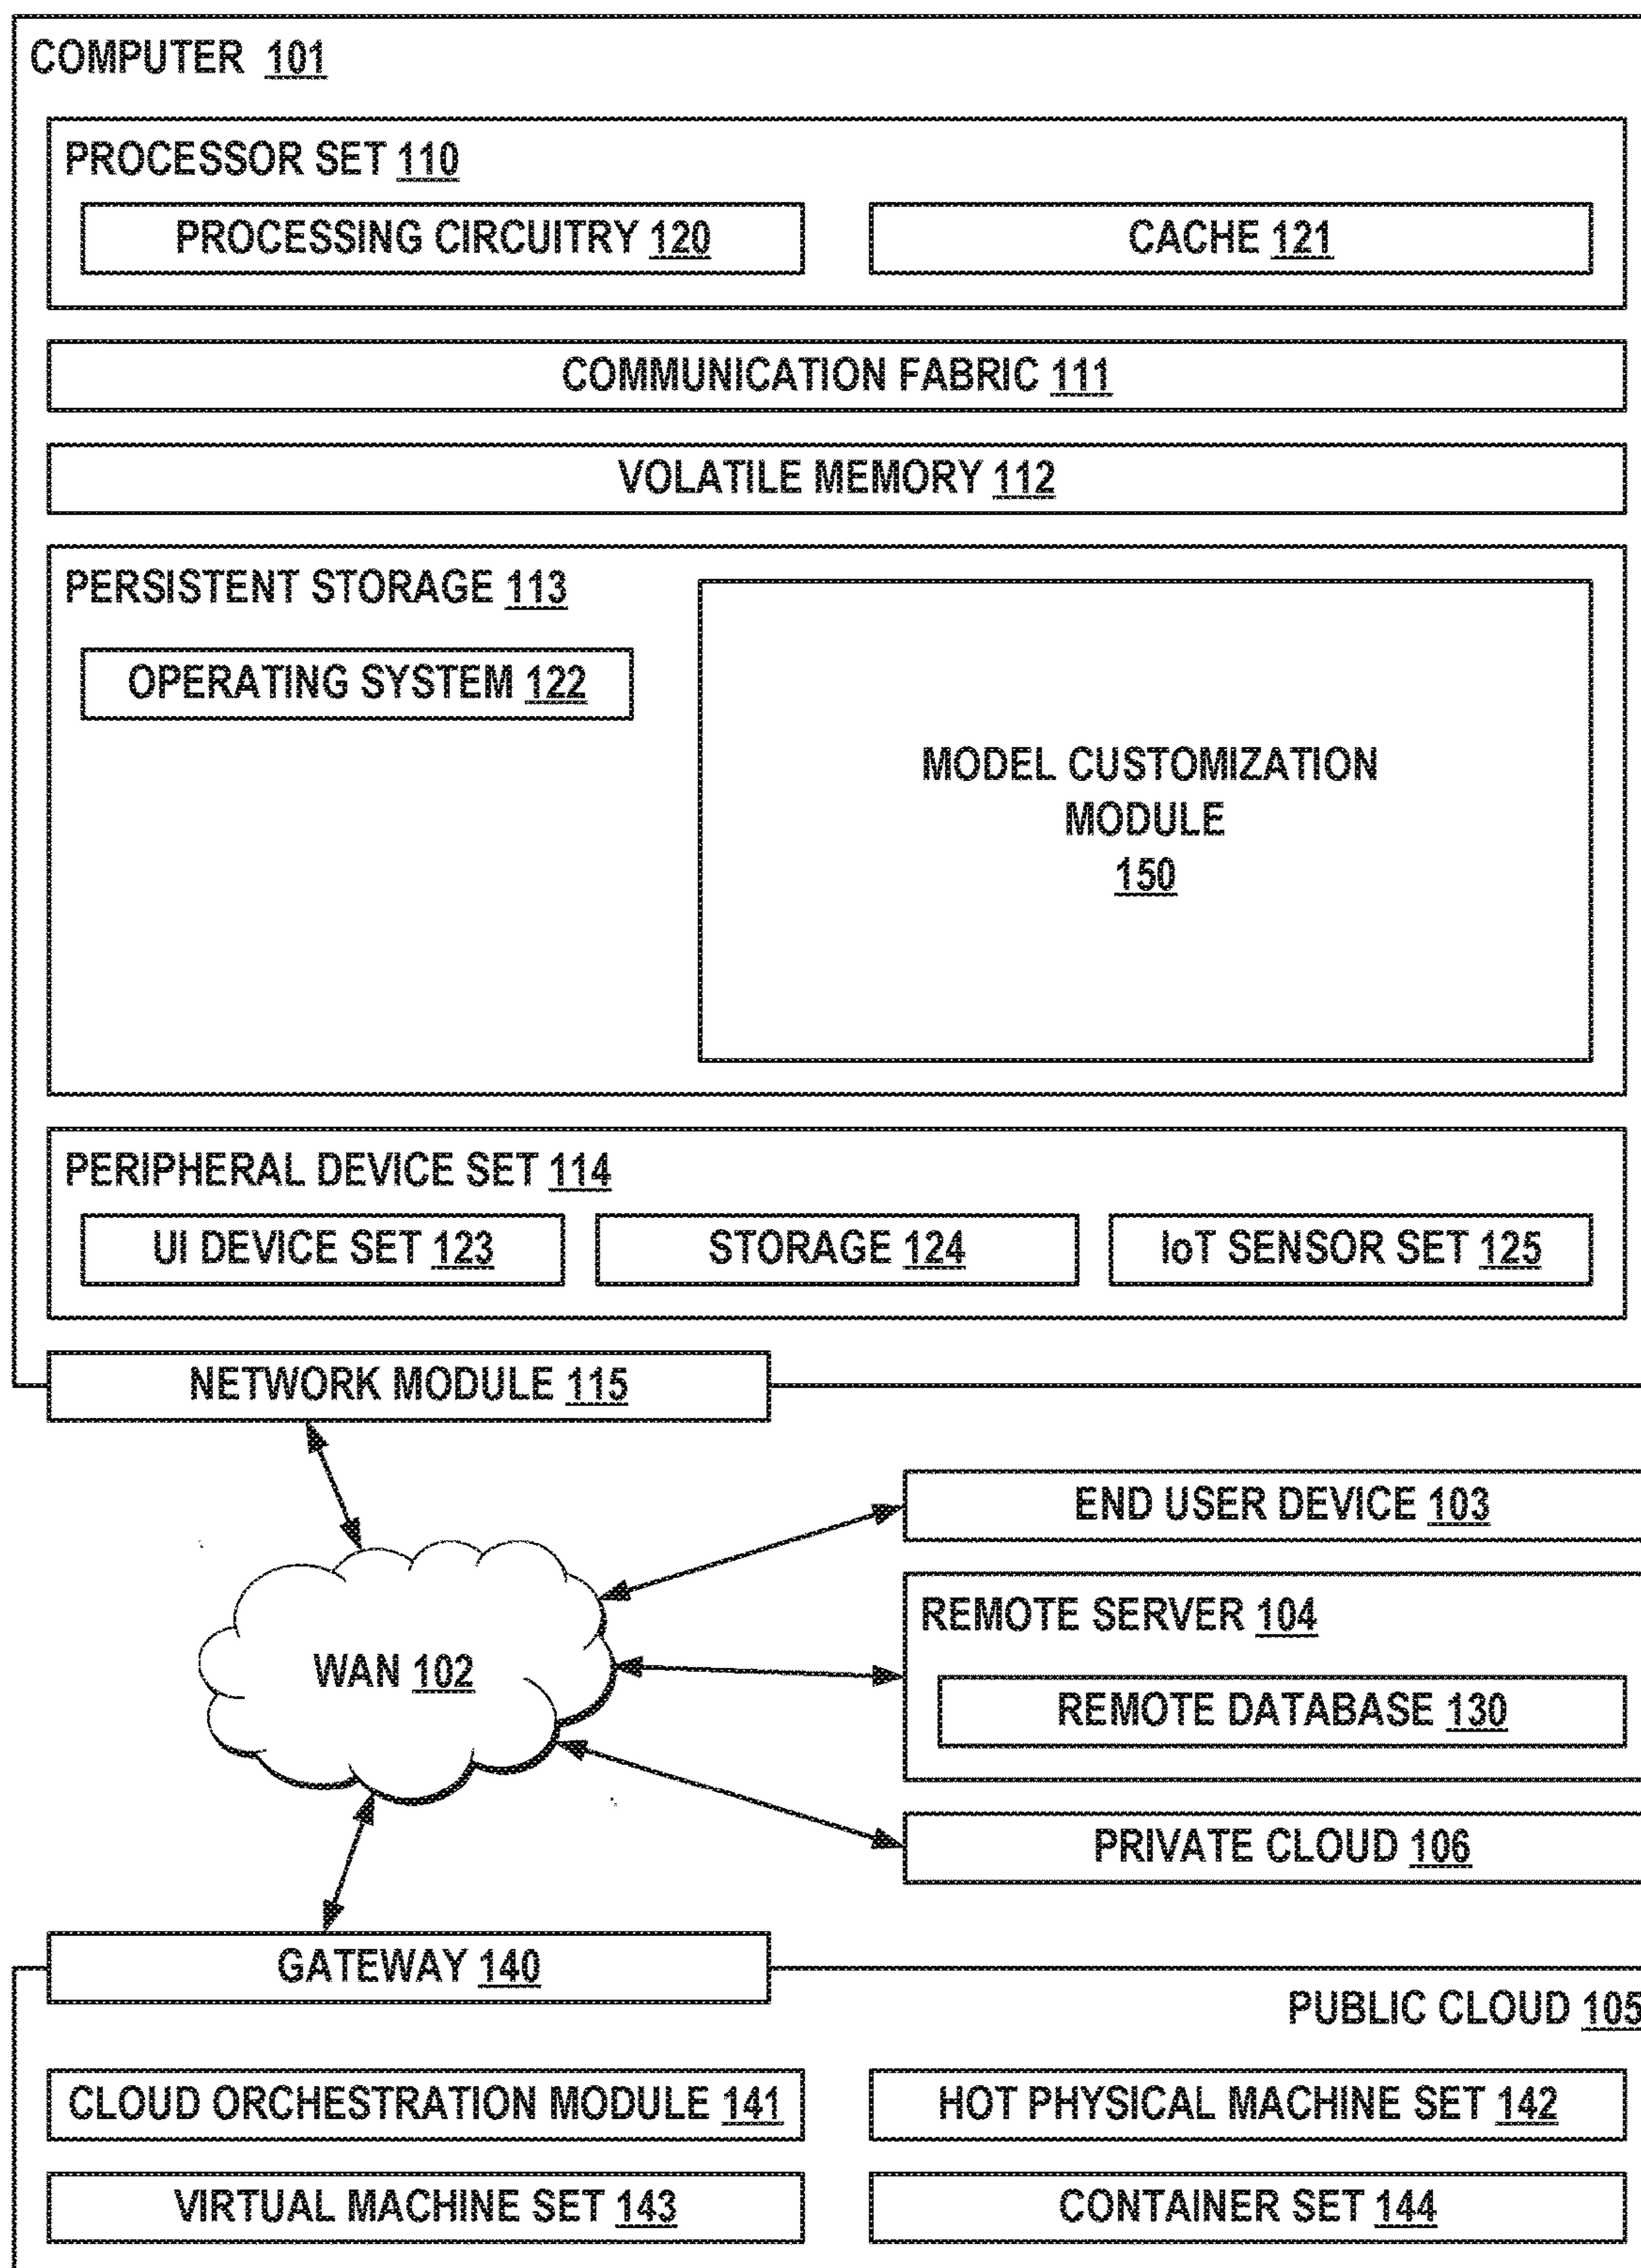 COMPUTER 101
PROCESSOR SET 110
PROCESSING CIRCUITRY 120
CACHE 121
COMMUNICATION FABRIC 111
VOLATILE MEMORY 112
PERSISTENT STORAGE 113
OPERATING SYSTEM 122
MODEL CUSTOMIZATION
MODULE
150
PERIPHERAL DEVICE SET 114
UI DEVICE SET 123
STORAGE 124
IoT SENSOR SET 125
NETWORK MODULE 115
END USER DEVICE 103
REMOTE SERVER 104
WAN 102
REMOTE DATABASE 130
PRIVATE CLOUD 106
GATEWAY 140
PUBLIC CLOUD 105
CLOUD ORCHESTRATION MODULE 141
HOT PHYSICAL MACHINE SET 142
VIRTUAL MACHINE SET 143
CONTAINER SET 144